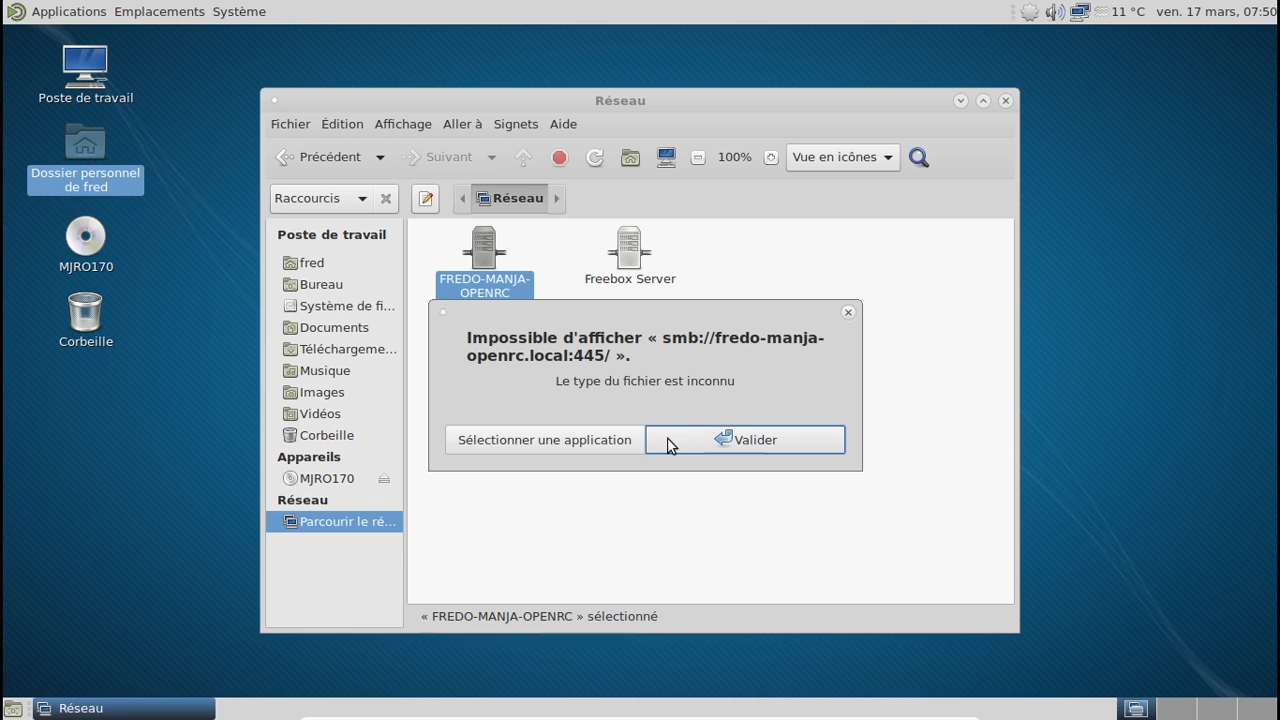 Applications Emplacements Système
11 °C ven. 17 mars, 07:50
Poste de travail
Dossier personnel
de fred
MJRO170
Corbeille
Réseau
Fichier Édition Affichage Aller à Signets Aide
Précédent Suivant 100% Vue en icônes
Raccourcis Réseau
Poste de travail
fred
Bureau
Système de fi...
Documents
Téléchargeme...
Musique
Images
Vidéos
Corbeille
Appareils
MJRO170
Réseau
Parcourir le ré...
FREDO-MANJA-
OPENRC
Freebox Server
Impossible d'afficher « smb://fredo-manja-
openrc.local:445/ ».
Le type du fichier est inconnu
Sélectionner une application Valider
« FREDO-MANJA-OPENRC » sélectionné
Réseau